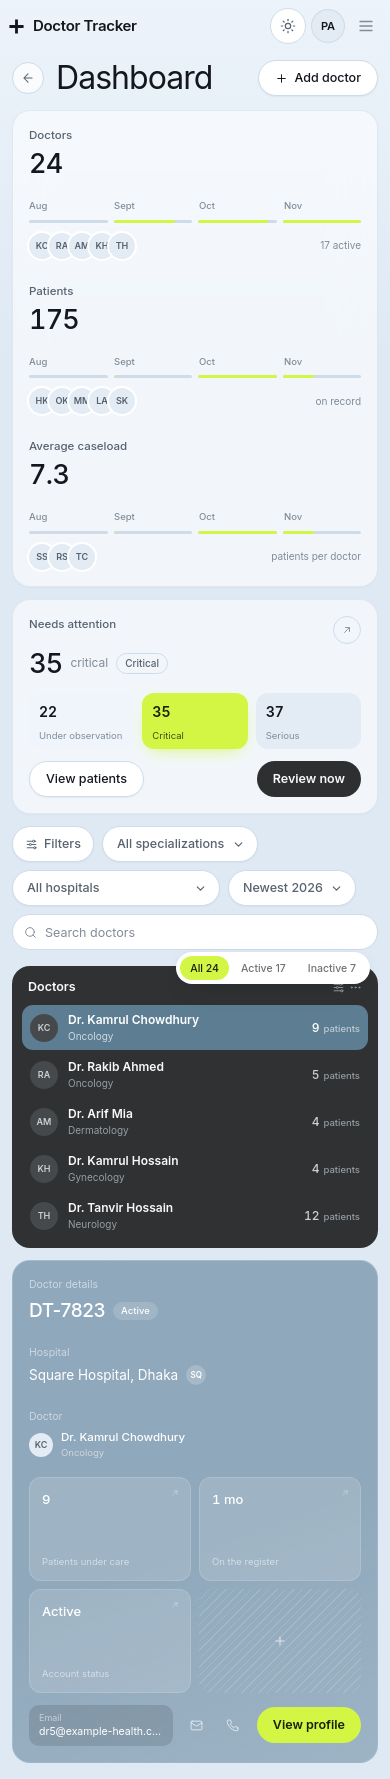 Doctor Tracker
PA
Dashboard
Add doctor
Doctors
24
Aug Sept Oct Nov
KC RA AM KH TH 17 active
Patients
175
Aug Sept Oct Nov
HK OK MM LA SK on record
Average caseload
7.3
Aug Sept Oct Nov
SS RS TC patients per doctor
Needs attention
35 critical Critical
22 35 37
Under observation Critical Serious
View patients Review now
Filters All specializations
All hospitals Newest 2026
Search doctors
All 24 Active 17 Inactive 7
Doctors
KC Dr. Kamrul Chowdhury 9 patients
Oncology
RA Dr. Rakib Ahmed 5 patients
Oncology
AM Dr. Arif Mia 4 patients
Dermatology
KH Dr. Kamrul Hossain 4 patients
Gynecology
TH Dr. Tanvir Hossain 12 patients
Neurology
Doctor details
DT-7823 Active
Hospital
Square Hospital, Dhaka SQ
Doctor
KC Dr. Kamrul Chowdhury
Oncology
9 1 mo
Patients under care On the register
Active
Account status
Email
dr5@example-health.c...
View profile